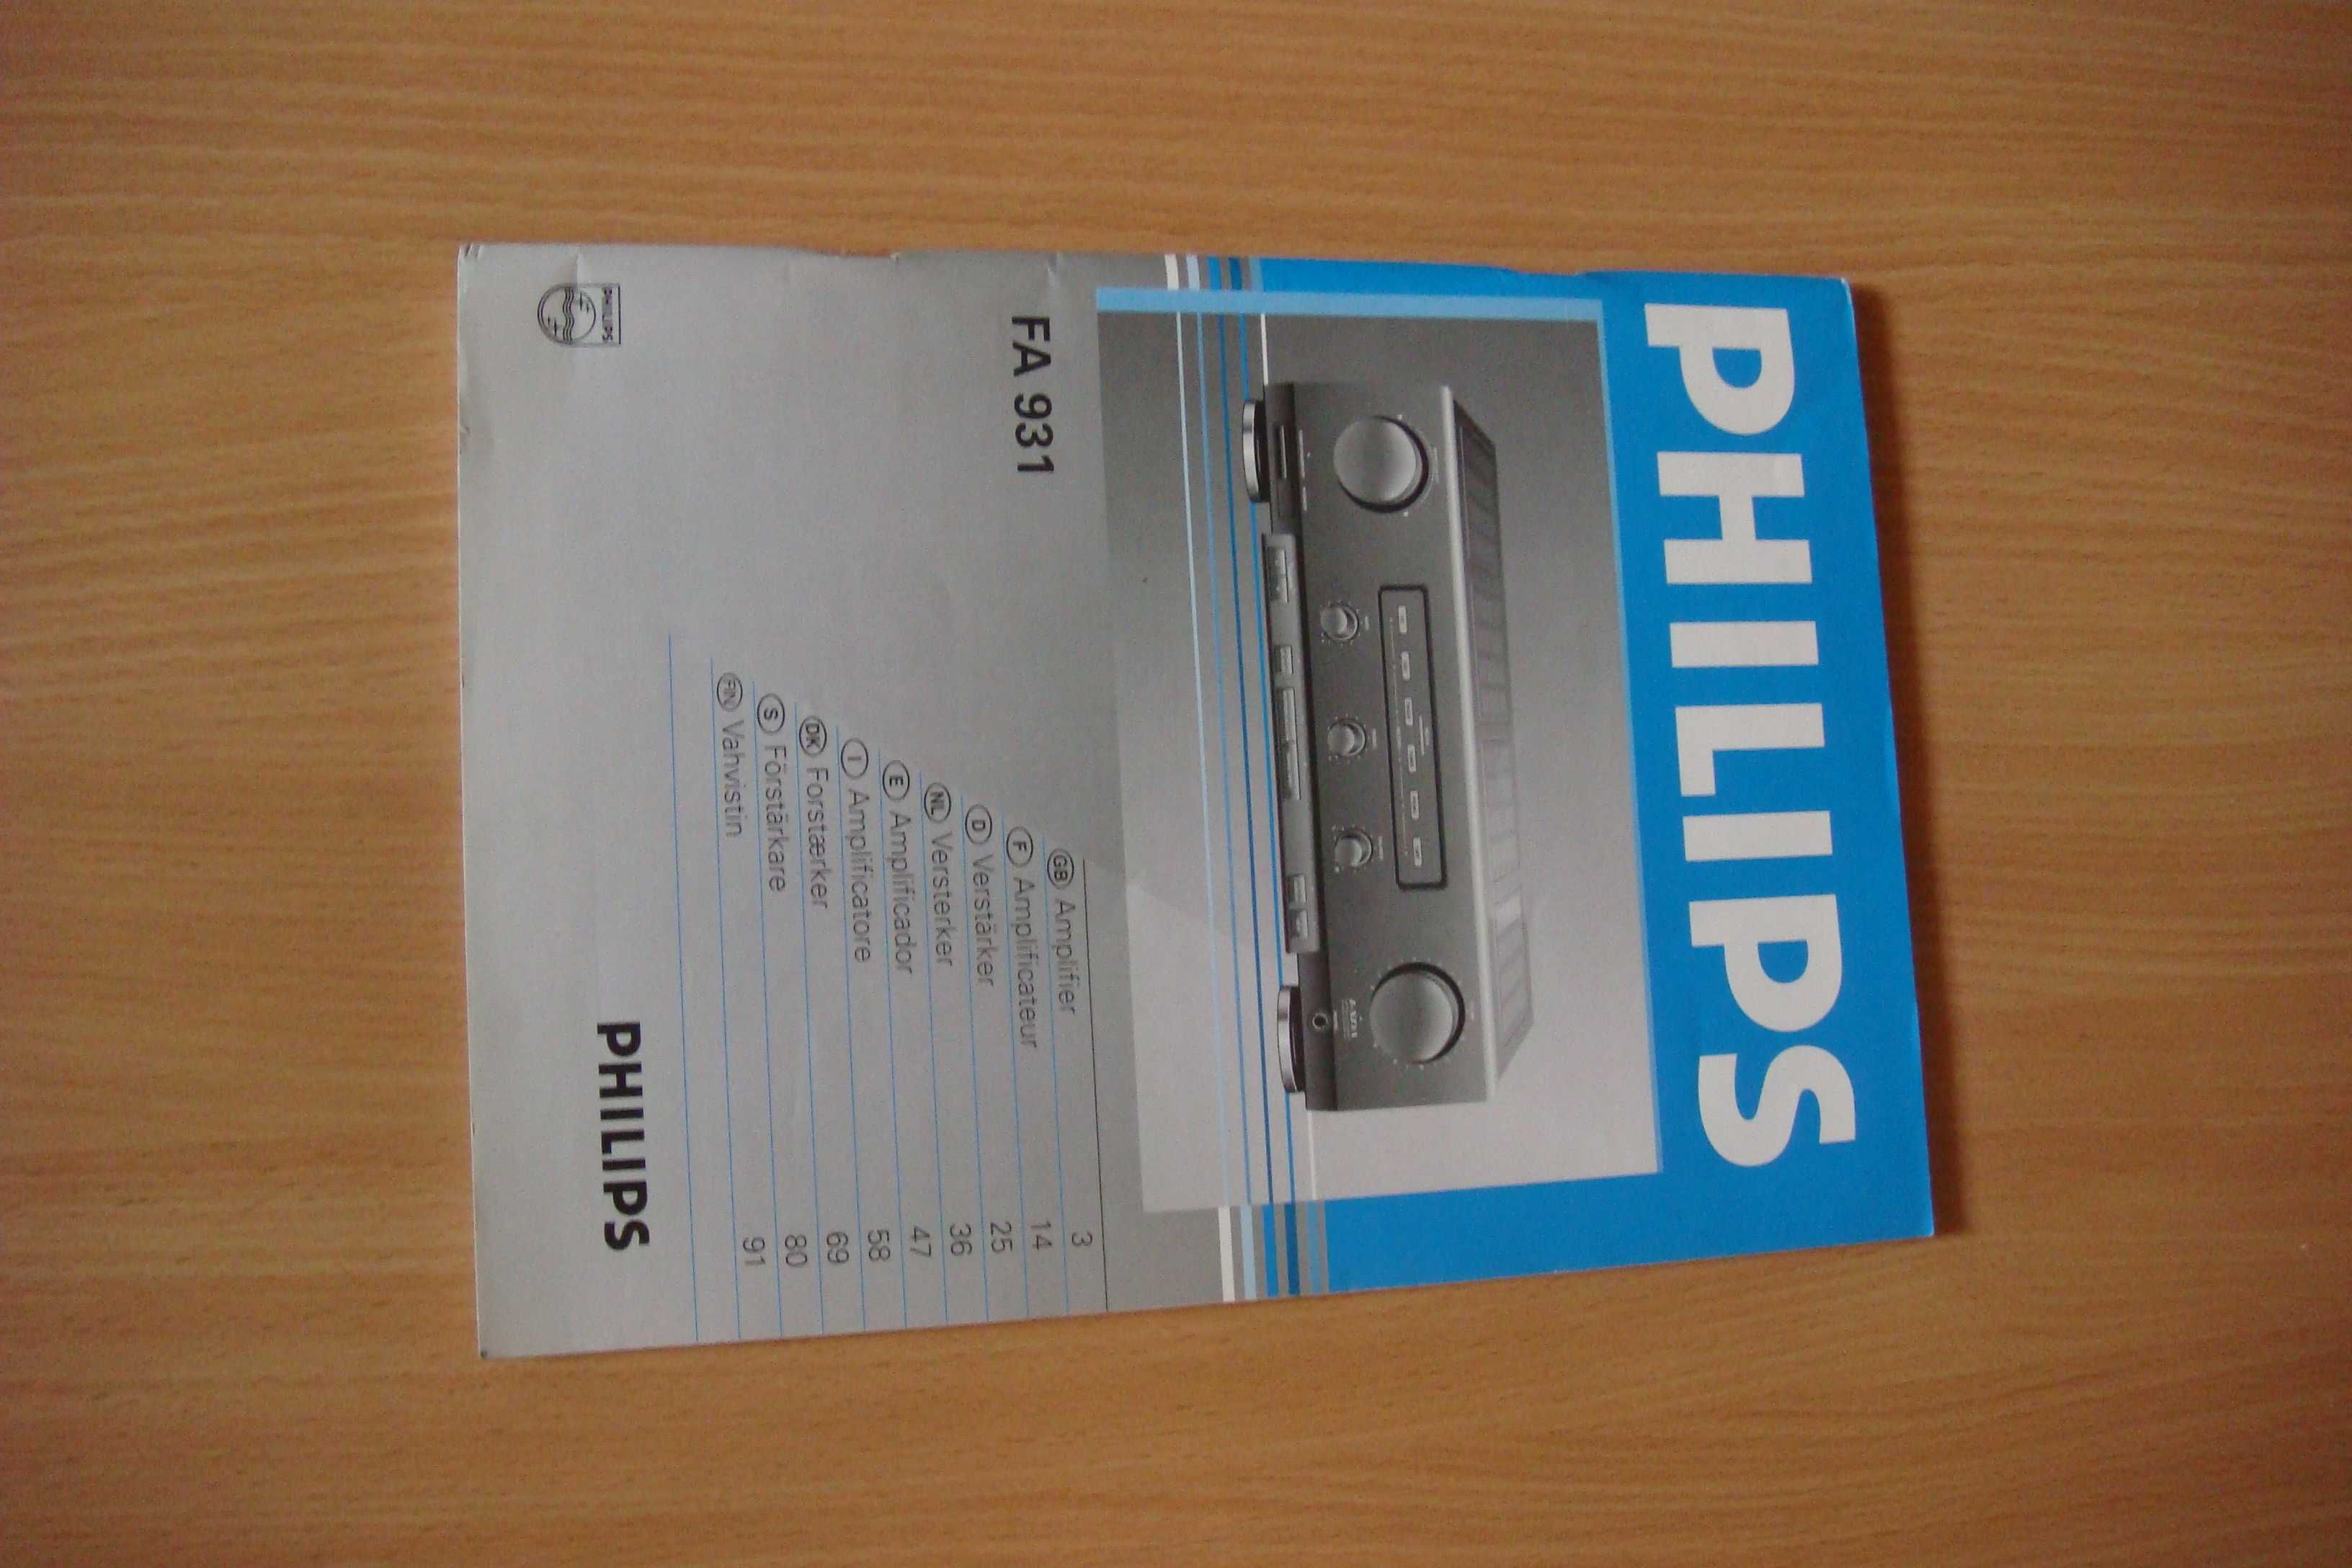 PHILIPS
FA 931
GB Amplifier 3
F Amplificateur 14
D Verstärker 25
NL Versterker 36
E Amplificador 47
I Amplificatore 58
DK Forstærker 69
S Förstärkare 80
FIN Vahvistin 91
PHILIPS
PHILIPS